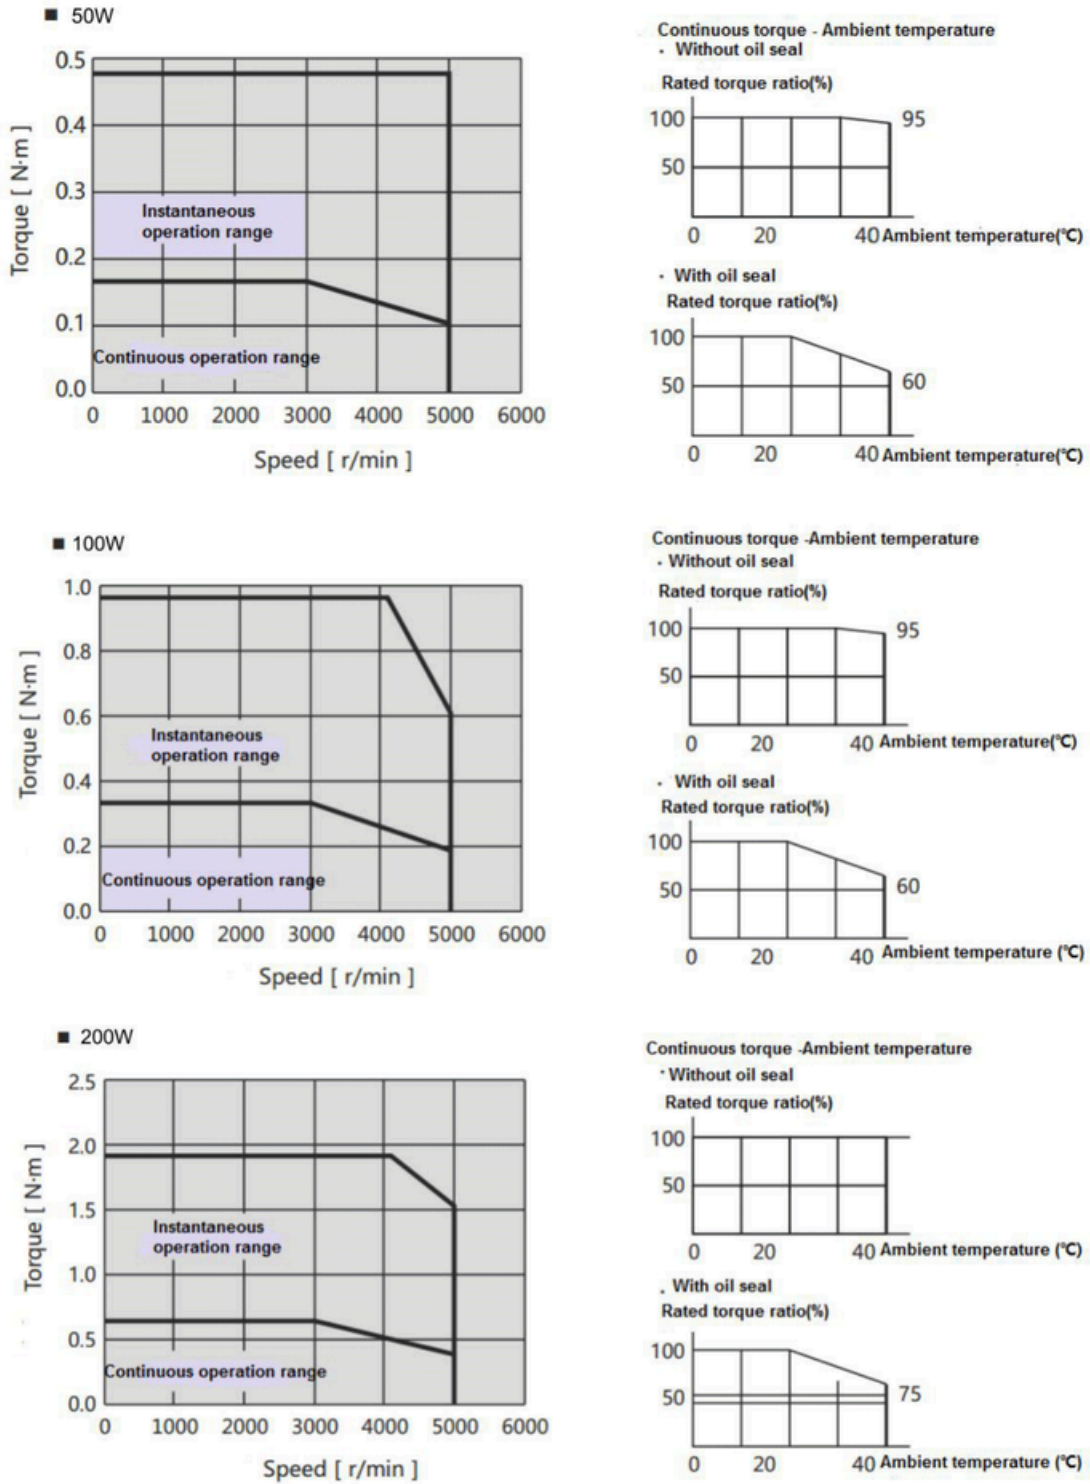 ■ 50W
0.5
0.4
0.3
0.2
0.1
0.0
Torque [ N·m ]
Instantaneous
operation range
Continuous operation range
0 1000 2000 3000 4000 5000 6000
Speed [ r/min ]
Continuous torque - Ambient temperature
· Without oil seal
Rated torque ratio(%)
100 95
50
0 20 40 Ambient temperature(℃)
· With oil seal
Rated torque ratio(%)
100
50 60
0 20 40 Ambient temperature(℃)
■ 100W
1.0
0.8
0.6
0.4
0.2
0.0
Torque [ N·m ]
Instantaneous
operation range
Continuous operation range
0 1000 2000 3000 4000 5000 6000
Speed [ r/min ]
Continuous torque -Ambient temperature
· Without oil seal
Rated torque ratio(%)
100 95
50
0 20 40 Ambient temperature(℃)
· With oil seal
Rated torque ratio(%)
100
50 60
0 20 40 Ambient temperature (℃)
■ 200W
2.5
2.0
1.5
1.0
0.5
0.0
Torque [ N·m ]
Instantaneous
operation range
Continuous operation range
0 1000 2000 3000 4000 5000 6000
Speed [ r/min ]
Continuous torque -Ambient temperature
· Without oil seal
Rated torque ratio(%)
100
50
0 20 40 Ambient temperature (℃)
. With oil seal
Rated torque ratio(%)
100
50 75
0 20 40 Ambient temperature (℃)